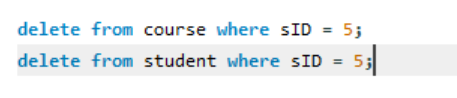 delete from course where sID = 5;
delete from student where sID = 5;